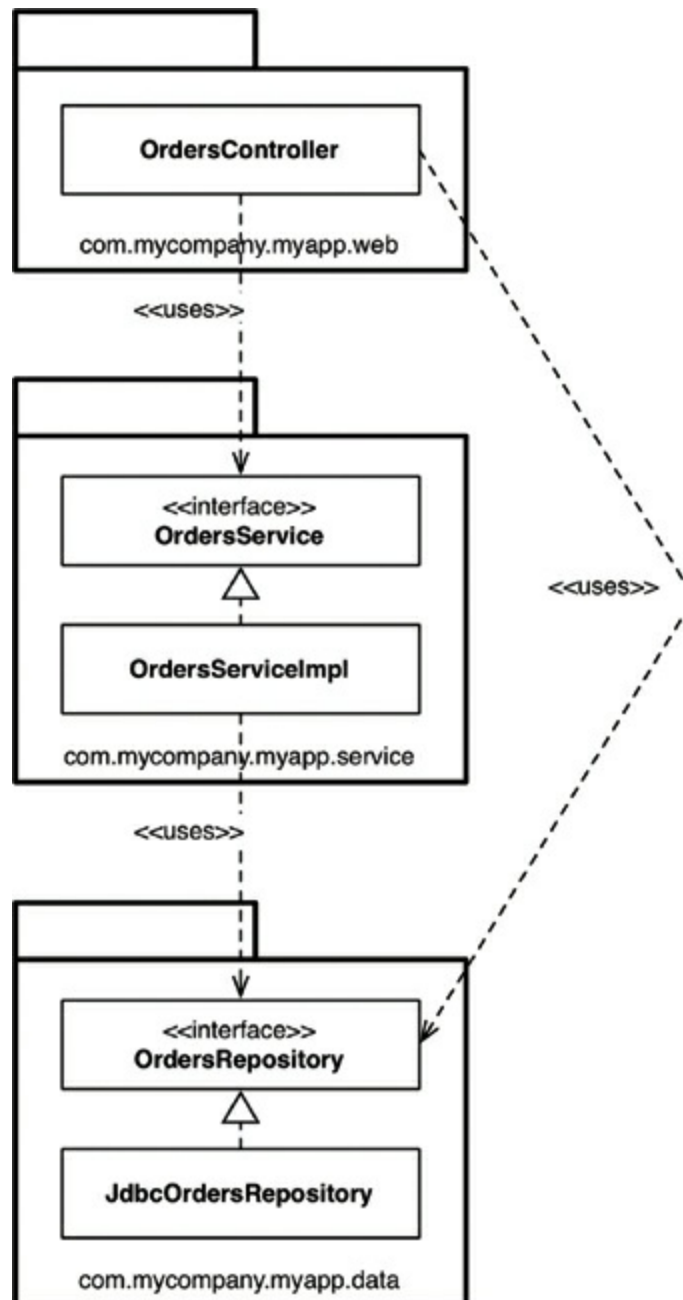 OrdersController
com.mycompany.myapp.web
<<uses>>
<<interface>>
OrdersService
<<uses>>
OrdersServiceImpl
com.mycompany.myapp.service
<<uses>>
<<interface>>
OrdersRepository
JdbcOrdersRepository
com.mycompany.myapp.data